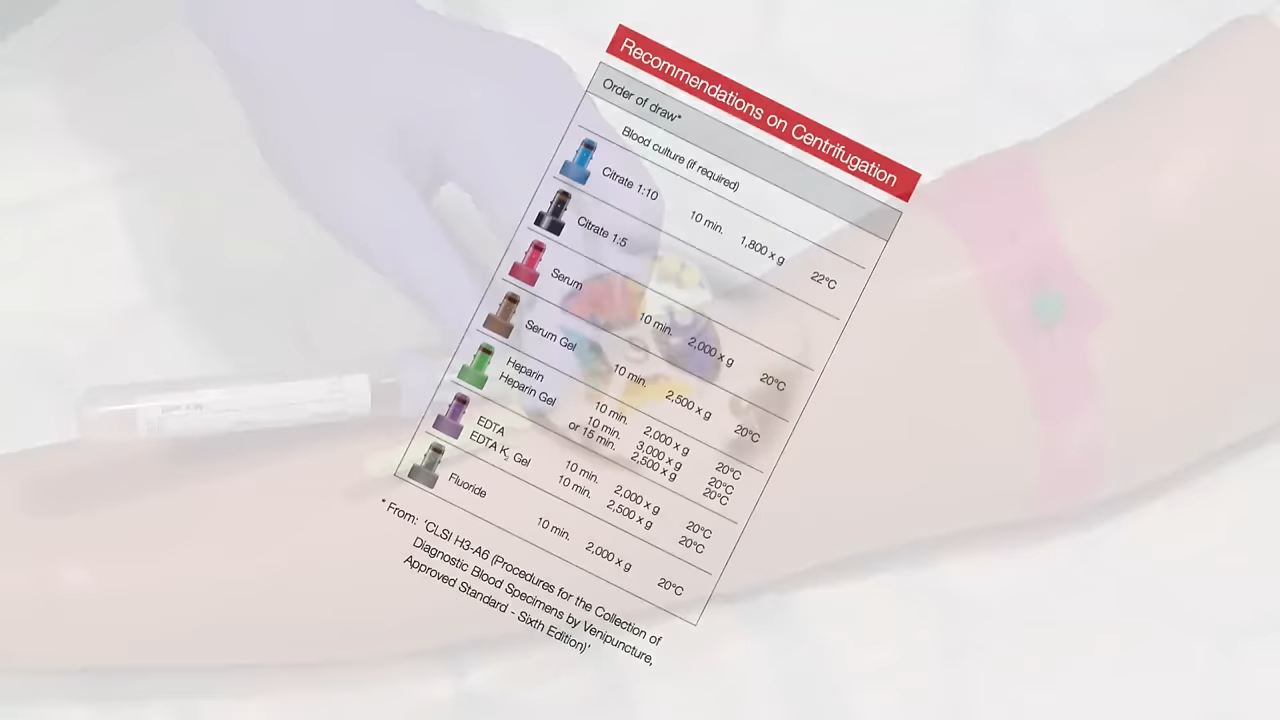 Recommendations on Centrifugation
Order of draw*
Blood culture (if required)
Citrate 1:10 10 min. 1,800 x g 22°C
Citrate 1:5
Serum 10 min. 2,000 x g 20°C
Serum Gel 10 min. 2,500 x g 20°C
Heparin 10 min. 2,000 x g 20°C
Heparin Gel 10 min. 3,000 x g 20°C
or 15 min. 2,500 x g 20°C
EDTA 10 min. 2,000 x g 20°C
EDTA K2 Gel 10 min. 2,500 x g 20°C
Fluoride 10 min. 2,000 x g 20°C
* From: 'CLSI H3-A6 (Procedures for the Collection of
Diagnostic Blood Specimens by Venipuncture,
Approved Standard - Sixth Edition)'